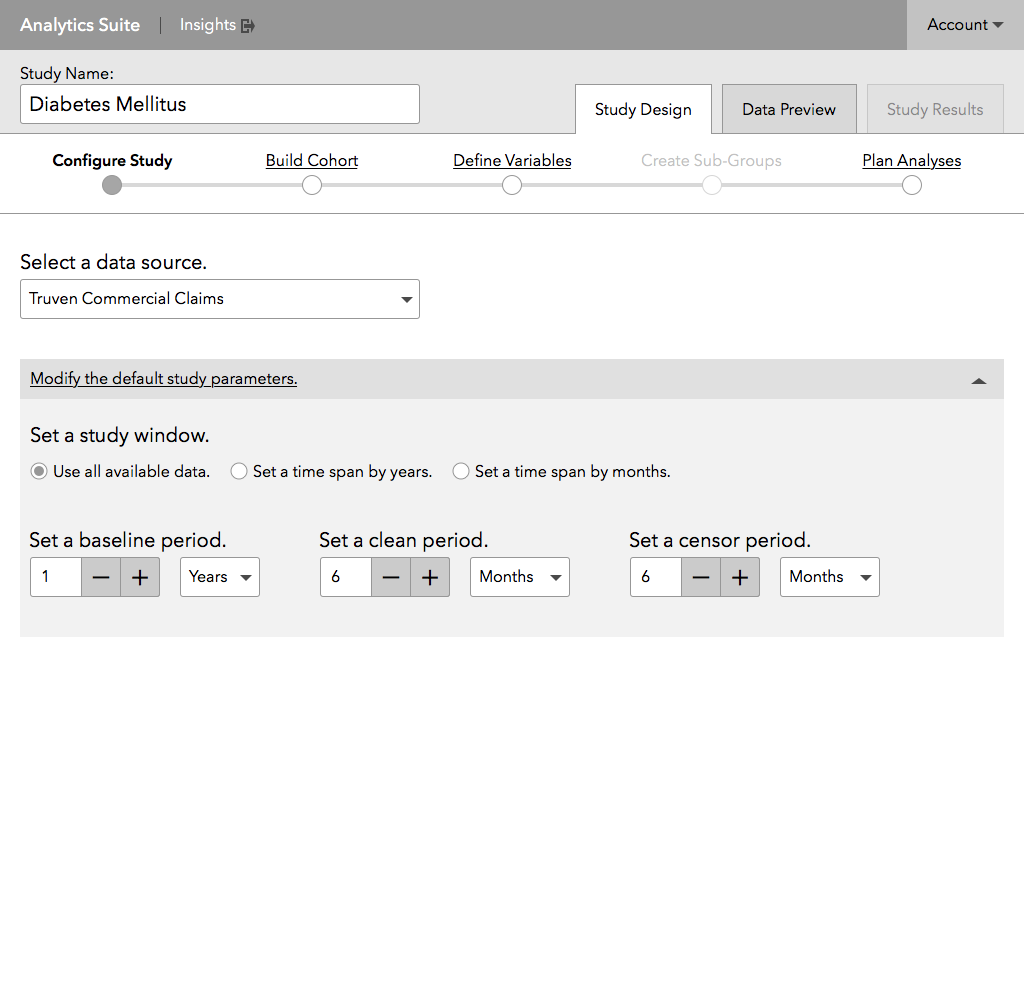 Analytics Suite | Insights Account
Study Name:
Diabetes Mellitus
Study Design Data Preview Study Results
Configure Study Build Cohort Define Variables Create Sub-Groups Plan Analyses
Select a data source.
Truven Commercial Claims
Modify the default study parameters.
Set a study window.
Use all available data. Set a time span by years. Set a time span by months.
Set a baseline period. Set a clean period. Set a censor period.
1 − + Years 6 − + Months 6 − + Months